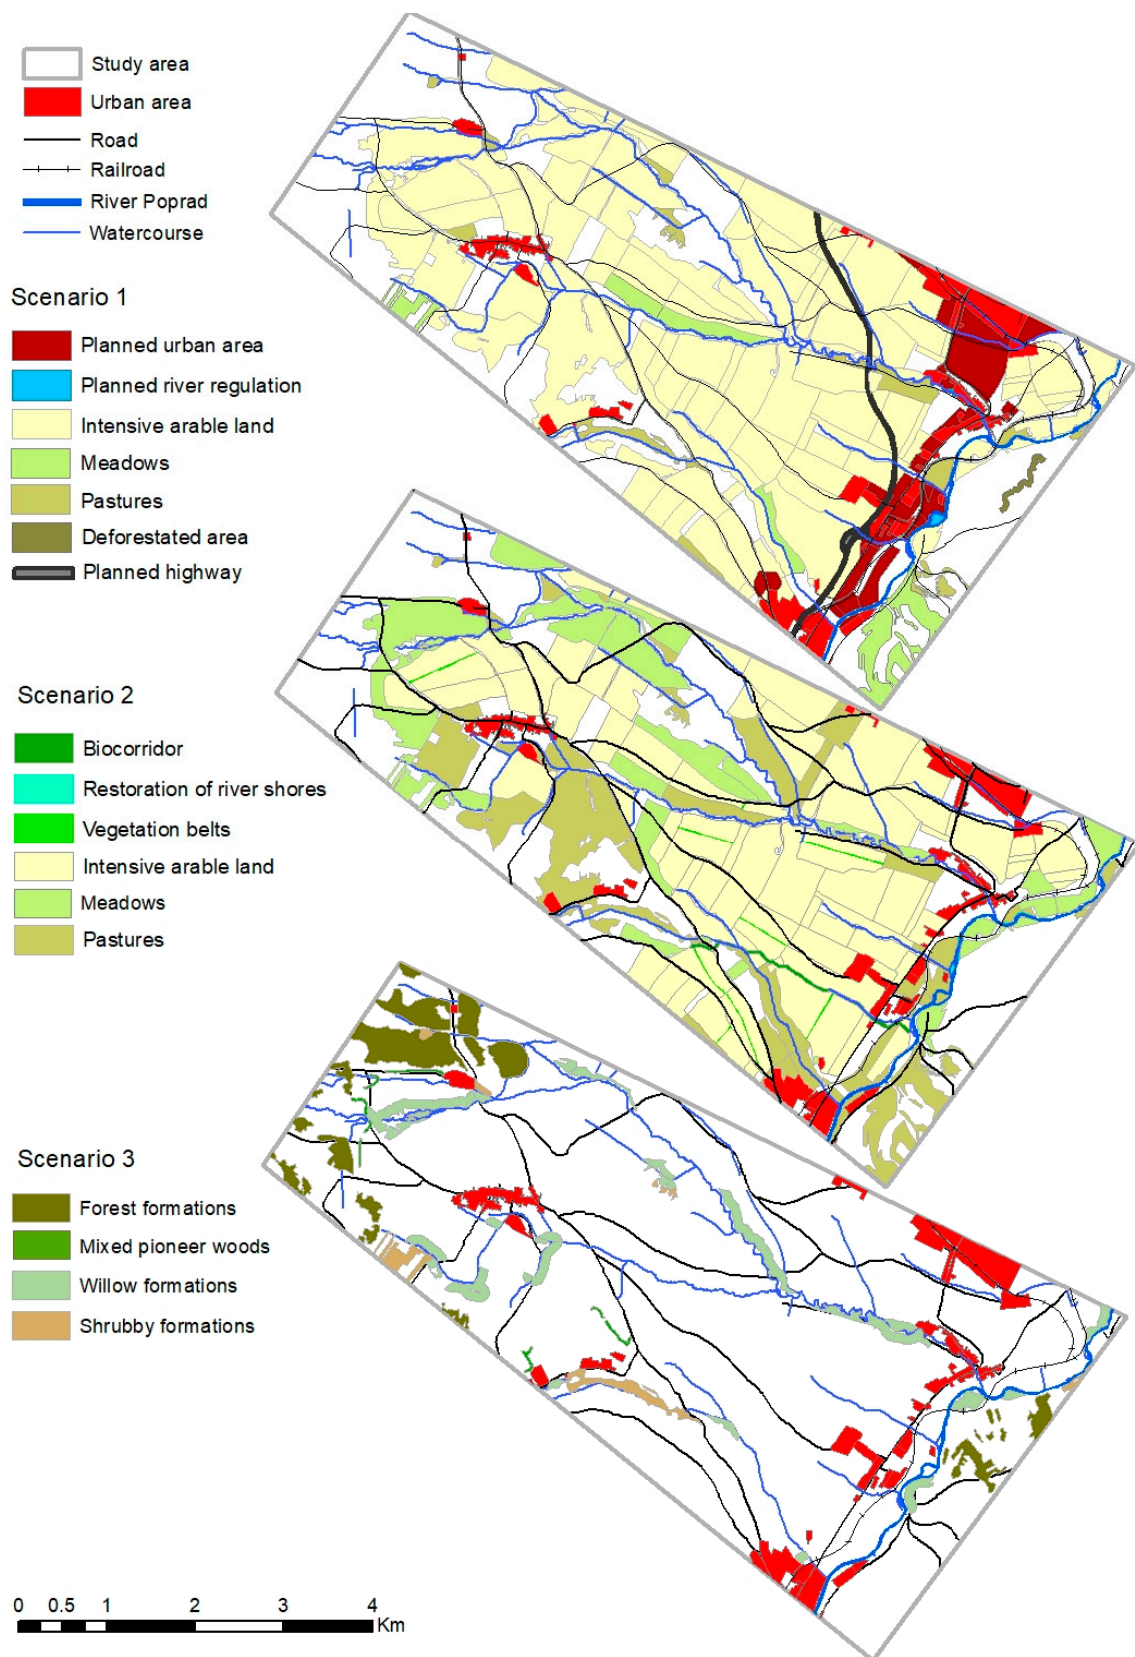 Study area
Urban area
Road
Railroad
River Poprad
Watercourse
Scenario 1
Planned urban area
Planned river regulation
Intensive arable land
Meadows
Pastures
Deforestated area
Planned highway
Scenario 2
Biocorridor
Restoration of river shores
Vegetation belts
Intensive arable land
Meadows
Pastures
Scenario 3
Forest formations
Mixed pioneer woods
Willow formations
Shrubby formations
0 0.5 1 2 3 4
Km